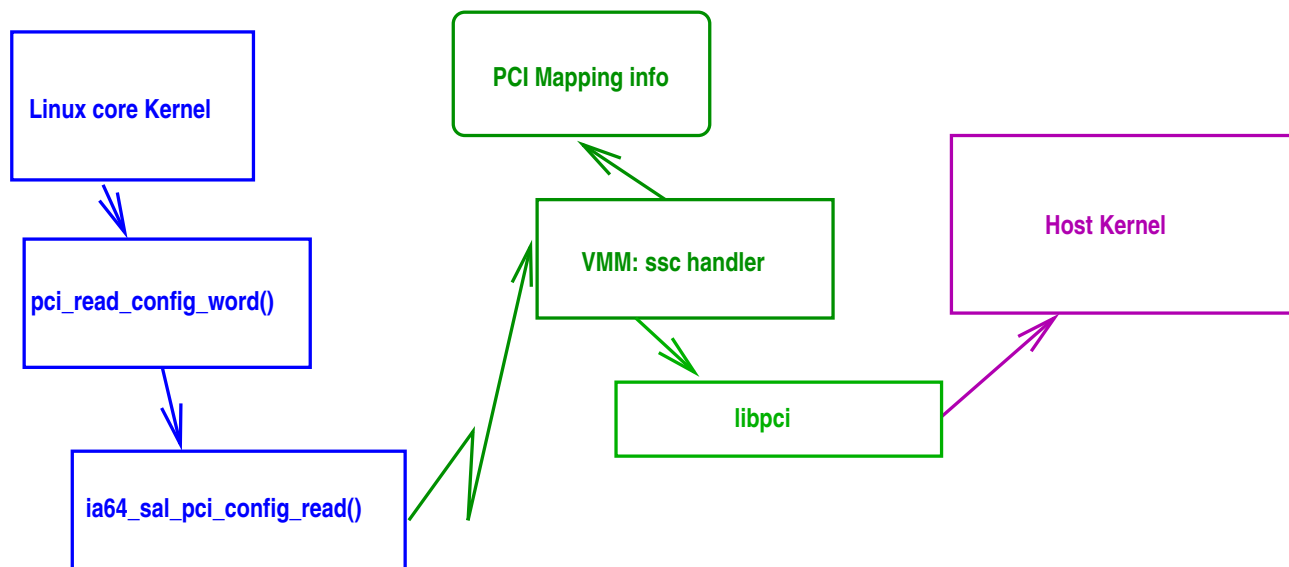 Linux core Kernel
pci_read_config_word()
ia64_sal_pci_config_read()
PCI Mapping info
VMM: ssc handler
libpci
Host Kernel